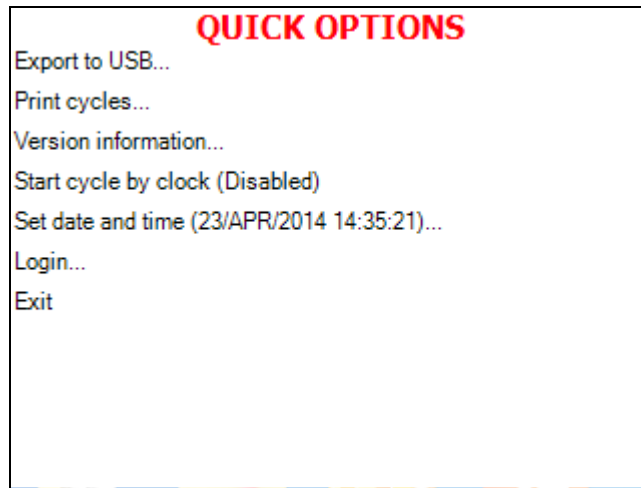 QUICK OPTIONS
Export to USB...
Print cycles...
Version information...
Start cycle by clock (Disabled)
Set date and time (23/APR/2014 14:35:21)...
Login...
Exit